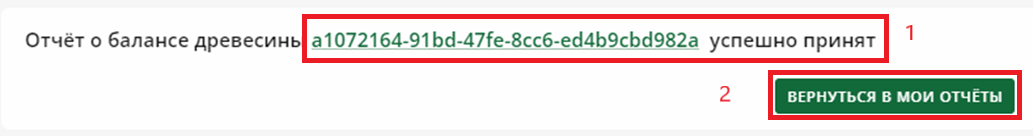 Отчёт о балансе древесины a1072164-91bd-47fe-8cc6-ed4b9cbd982a успешно принят 1
2 ВЕРНУТЬСЯ В МОИ ОТЧЁТЫ